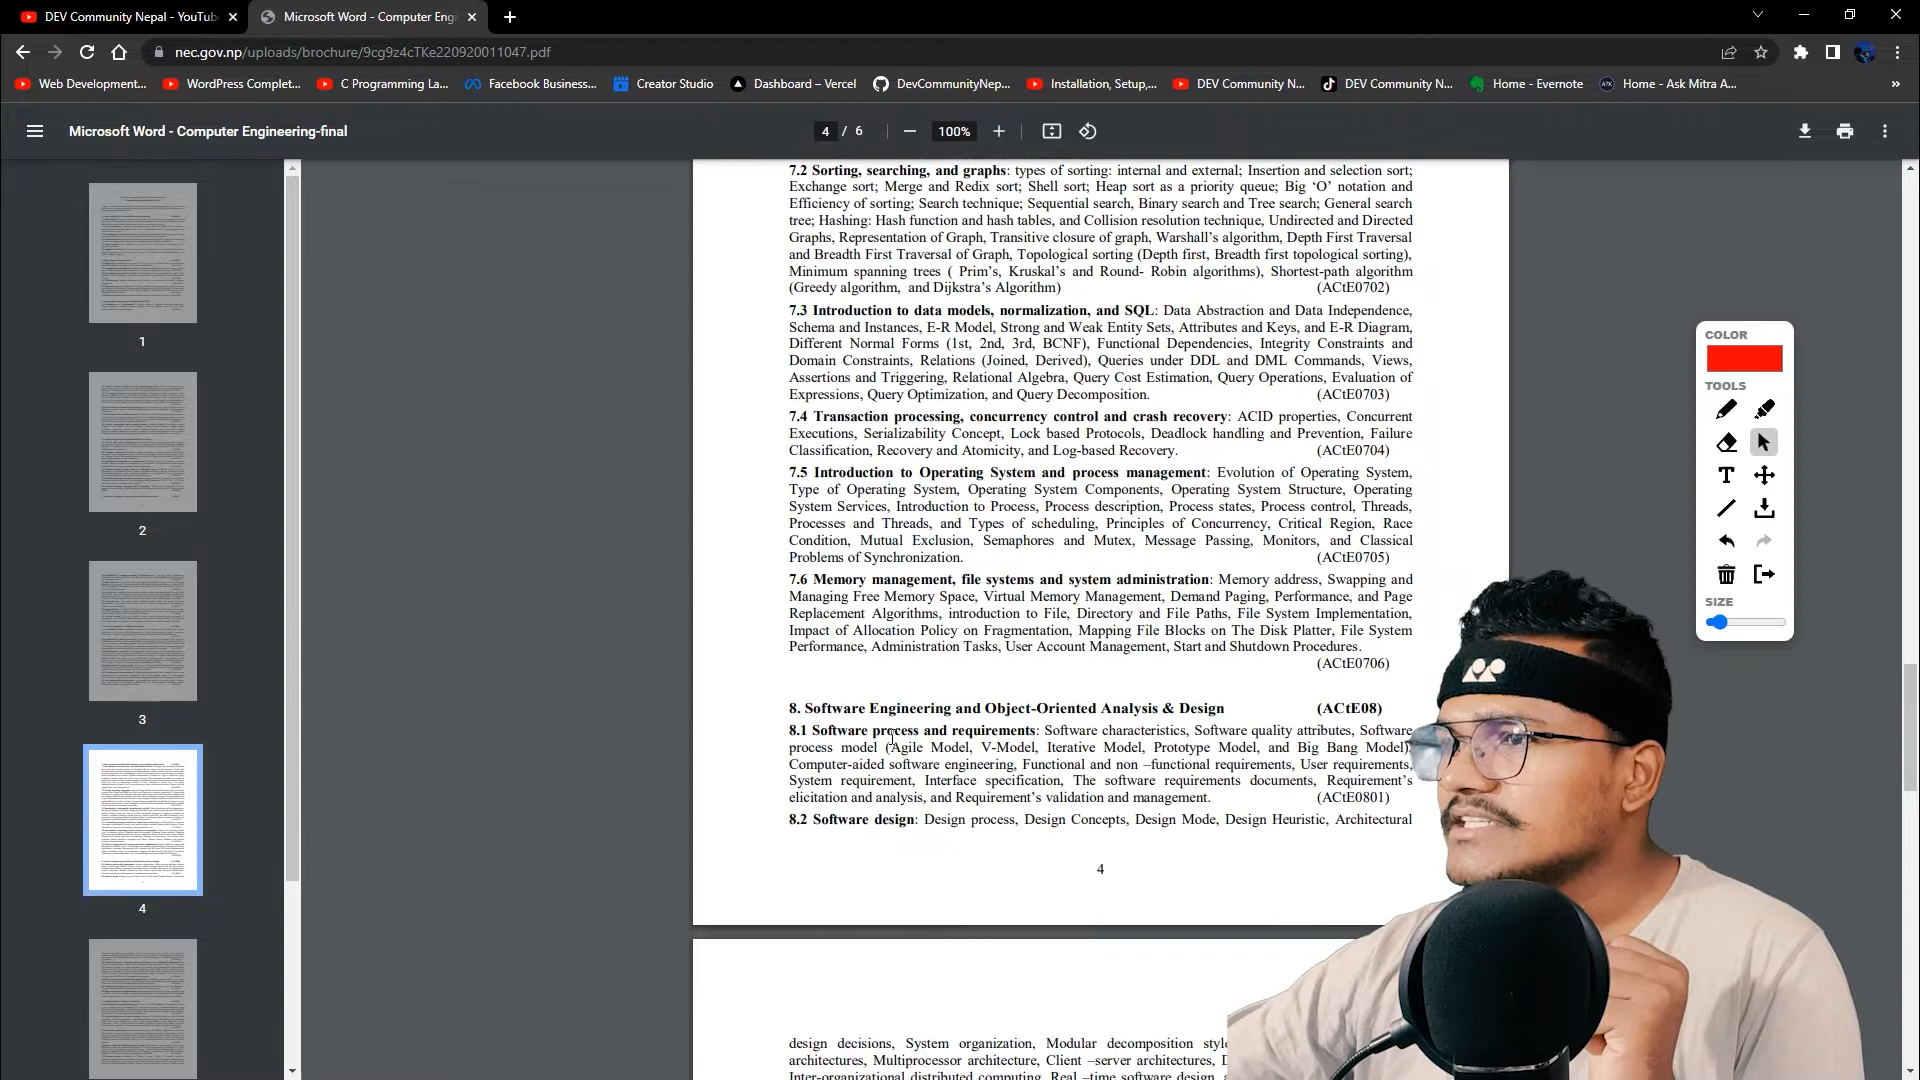 DEV Community Nepal - YouTub
Microsoft Word - Computer Engi
nec.gov.np/uploads/brochure/9cg9z4cTKe220920011047.pdf
Web Development...
WordPress Complet...
C Programming La...
Facebook Business...
Creator Studio
Dashboard – Vercel
DevCommunityNep...
Installation, Setup,...
DEV Community N...
DEV Community N...
Home - Evernote
Home - Ask Mitra A...
Microsoft Word - Computer Engineering-final
4 / 6
100%
1
2
3
4
7.2 Sorting, searching, and graphs: types of sorting: internal and external; Insertion and selection sort;
Exchange sort; Merge and Redix sort; Shell sort; Heap sort as a priority queue; Big ‘O’ notation and
Efficiency of sorting; Search technique; Sequential search, Binary search and Tree search; General search
tree; Hashing: Hash function and hash tables, and Collision resolution technique, Undirected and Directed
Graphs, Representation of Graph, Transitive closure of graph, Warshall’s algorithm, Depth First Traversal
and Breadth First Traversal of Graph, Topological sorting (Depth first, Breadth first topological sorting),
Minimum spanning trees ( Prim’s, Kruskal’s and Round- Robin algorithms), Shortest-path algorithm
(Greedy algorithm, and Dijkstra’s Algorithm) (ACtE0702)
7.3 Introduction to data models, normalization, and SQL: Data Abstraction and Data Independence,
Schema and Instances, E-R Model, Strong and Weak Entity Sets, Attributes and Keys, and E-R Diagram,
Different Normal Forms (1st, 2nd, 3rd, BCNF), Functional Dependencies, Integrity Constraints and
Domain Constraints, Relations (Joined, Derived), Queries under DDL and DML Commands, Views,
Assertions and Triggering, Relational Algebra, Query Cost Estimation, Query Operations, Evaluation of
Expressions, Query Optimization, and Query Decomposition. (ACtE0703)
7.4 Transaction processing, concurrency control and crash recovery: ACID properties, Concurrent
Executions, Serializability Concept, Lock based Protocols, Deadlock handling and Prevention, Failure
Classification, Recovery and Atomicity, and Log-based Recovery. (ACtE0704)
7.5 Introduction to Operating System and process management: Evolution of Operating System,
Type of Operating System, Operating System Components, Operating System Structure, Operating
System Services, Introduction to Process, Process description, Process states, Process control, Threads,
Processes and Threads, and Types of scheduling, Principles of Concurrency, Critical Region, Race
Condition, Mutual Exclusion, Semaphores and Mutex, Message Passing, Monitors, and Classical
Problems of Synchronization. (ACtE0705)
7.6 Memory management, file systems and system administration: Memory address, Swapping and
Managing Free Memory Space, Virtual Memory Management, Demand Paging, Performance, and Page
Replacement Algorithms, introduction to File, Directory and File Paths, File System Implementation,
Impact of Allocation Policy on Fragmentation, Mapping File Blocks on The Disk Platter, File System
Performance, Administration Tasks, User Account Management, Start and Shutdown Procedures.
(ACtE0706)
8. Software Engineering and Object-Oriented Analysis & Design (ACtE08)
8.1 Software process and requirements: Software characteristics, Software quality attributes, Software
process model (Agile Model, V-Model, Iterative Model, Prototype Model, and Big Bang Model),
Computer-aided software engineering, Functional and non –functional requirements, User requirements,
System requirement, Interface specification, The software requirements documents, Requirement’s
elicitation and analysis, and Requirement’s validation and management. (ACtE0801)
8.2 Software design: Design process, Design Concepts, Design Mode, Design Heuristic, Architectural
4
design decisions, System organization, Modular decomposition
architectures, Multiprocessor architecture, Client –server architectures,
Inter-organizational distributed computing, Real –time software design,
COLOR
TOOLS
SIZE